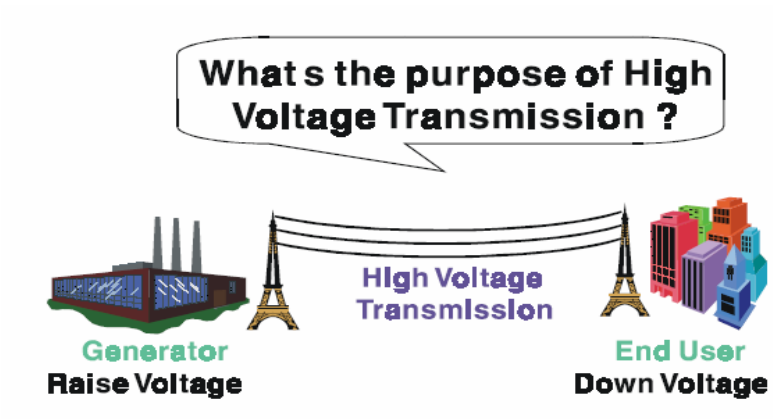 What s the purpose of High
Voltage Transmission ?
High Voltage
Transmission
Generator
Raise Voltage
End User
Down Voltage